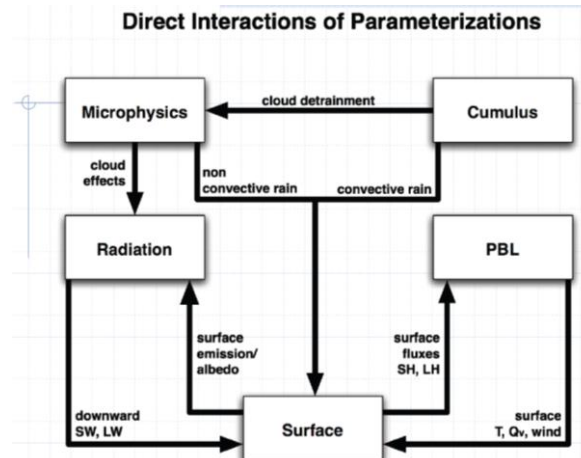 Direct Interactions of Parameterizations
Microphysics
cloud detrainment
Cumulus
cloud
effects
non
convective rain
convective rain
Radiation
PBL
surface
emission/
albedo
surface
fluxes
SH, LH
downward
SW, LW
Surface
surface
T, Qv, wind